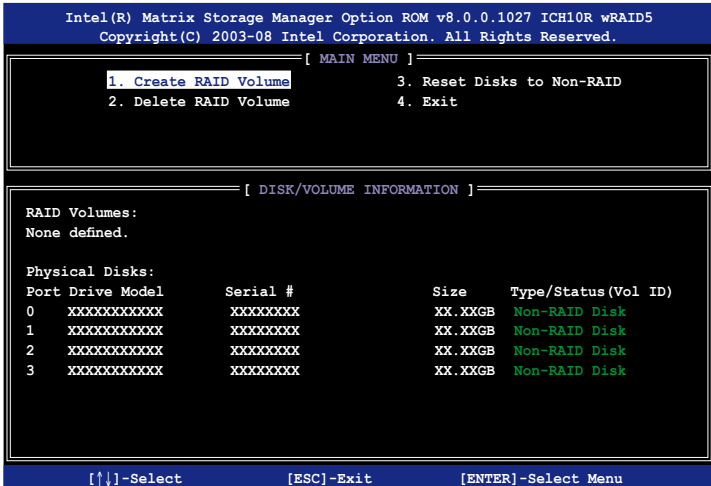 Intel(R) Matrix Storage Manager Option ROM v8.0.0.1027 ICH10R wRAID5
Copyright(C) 2003-08 Intel Corporation. All Rights Reserved.
[ MAIN MENU ]
1. Create RAID Volume 3. Reset Disks to Non-RAID
2. Delete RAID Volume 4. Exit
[ DISK/VOLUME INFORMATION ]
RAID Volumes:
None defined.
Physical Disks:
Port Drive Model Serial # Size Type/Status(Vol ID)
0 XXXXXXXXXXX XXXXXXXX XX.XXGB Non-RAID Disk
1 XXXXXXXXXXX XXXXXXXX XX.XXGB Non-RAID Disk
2 XXXXXXXXXXX XXXXXXXX XX.XXGB Non-RAID Disk
3 XXXXXXXXXXX XXXXXXXX XX.XXGB Non-RAID Disk
[↑↓]-Select [ESC]-Exit [ENTER]-Select Menu